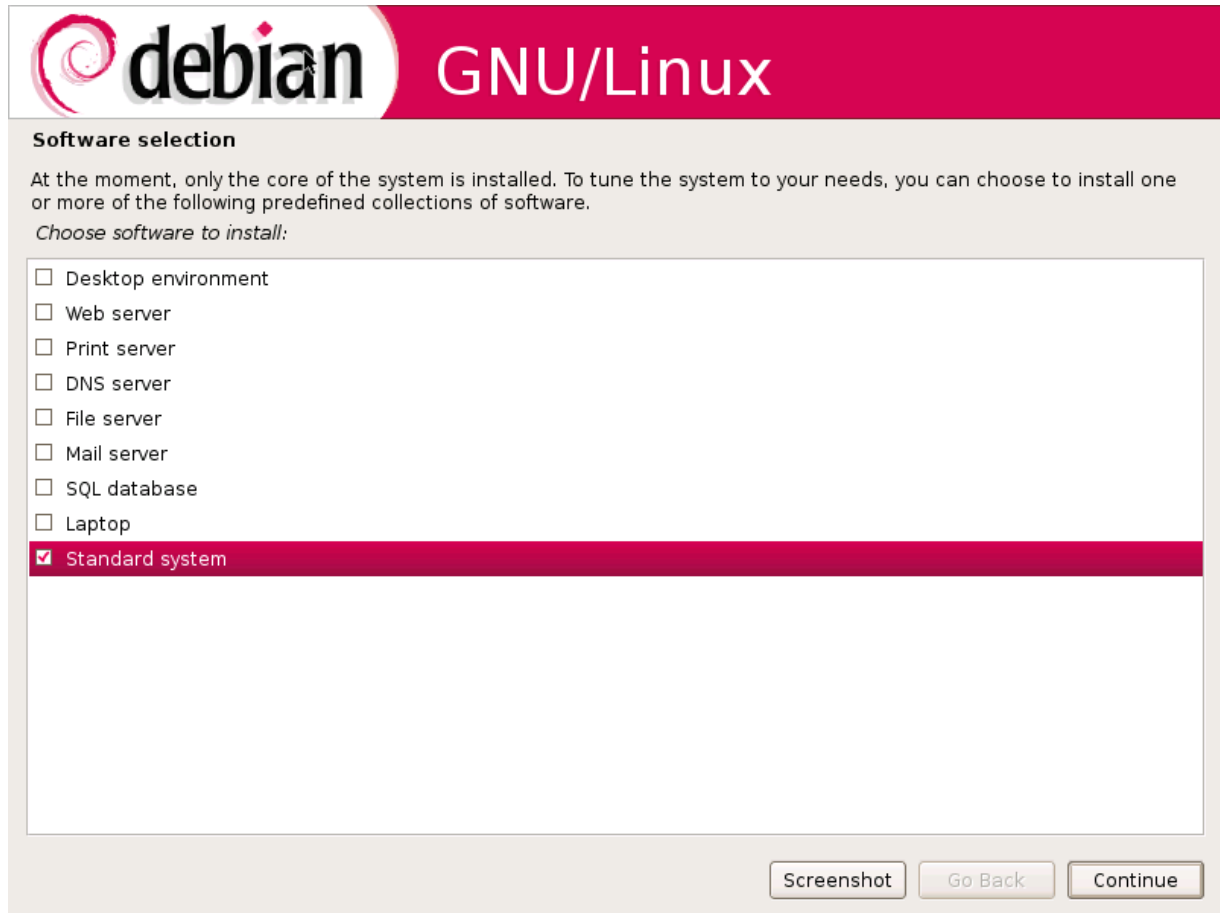 debian GNU/Linux
Software selection
At the moment, only the core of the system is installed. To tune the system to your needs, you can choose to install one
or more of the following predefined collections of software.
Choose software to install:
Desktop environment
Web server
Print server
DNS server
File server
Mail server
SQL database
Laptop
Standard system
Screenshot Go Back Continue